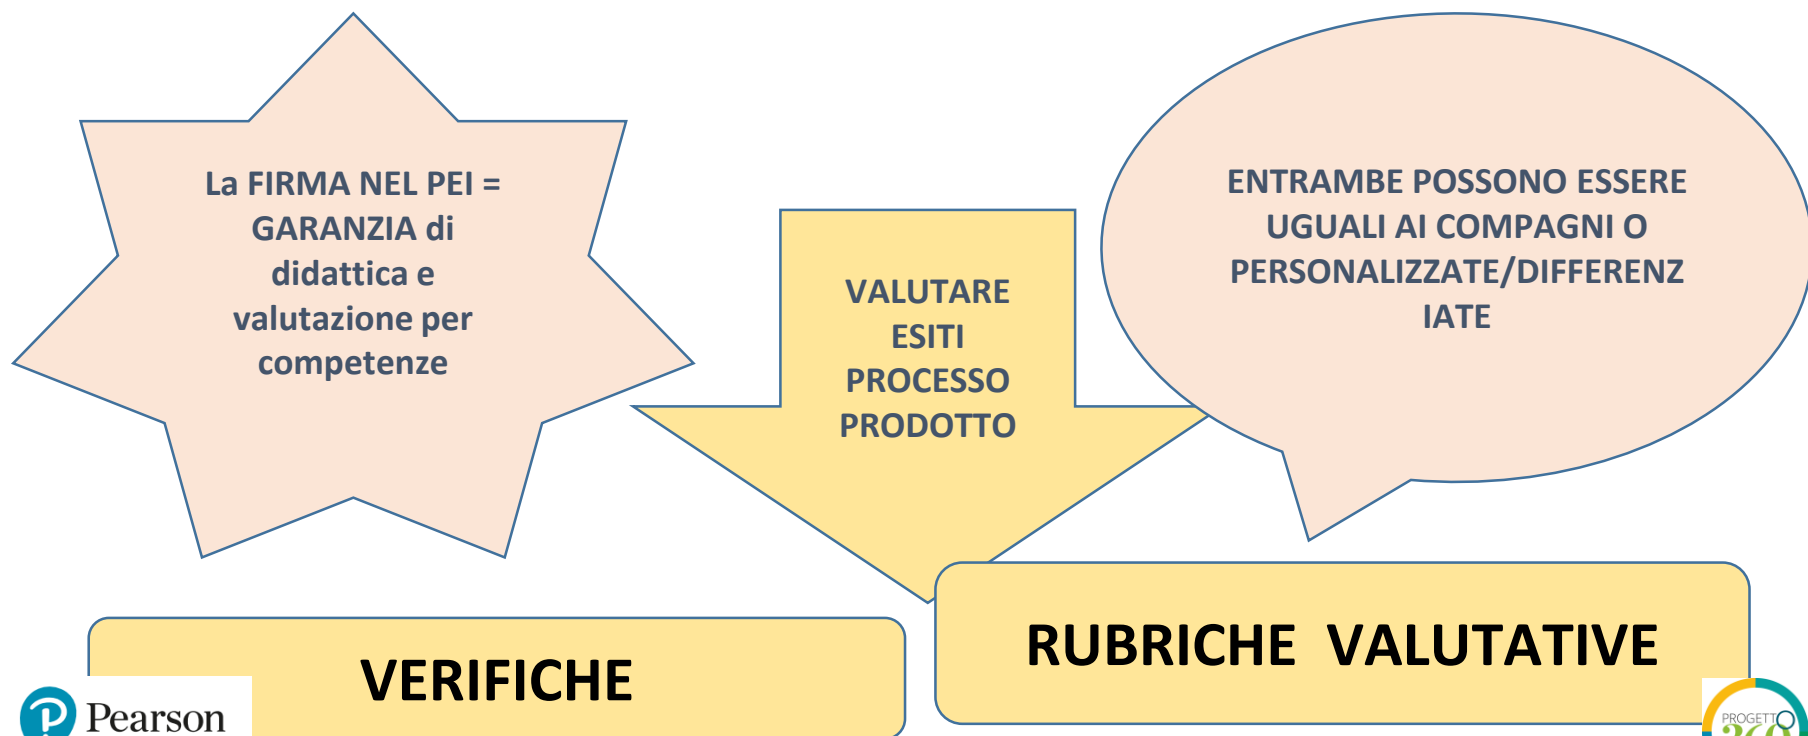 La FIRMA NEL PEI =
GARANZIA di
didattica e
valutazione per
competenze
VALUTARE
ESITI
PROCESSO
PRODOTTO
ENTRAMBE POSSONO ESSERE
UGUALI AI COMPAGNI O
PERSONALIZZATE/DIFFERENZ
IATE
VERIFICHE
RUBRICHE VALUTATIVE
Pearson
PROGETTO
360